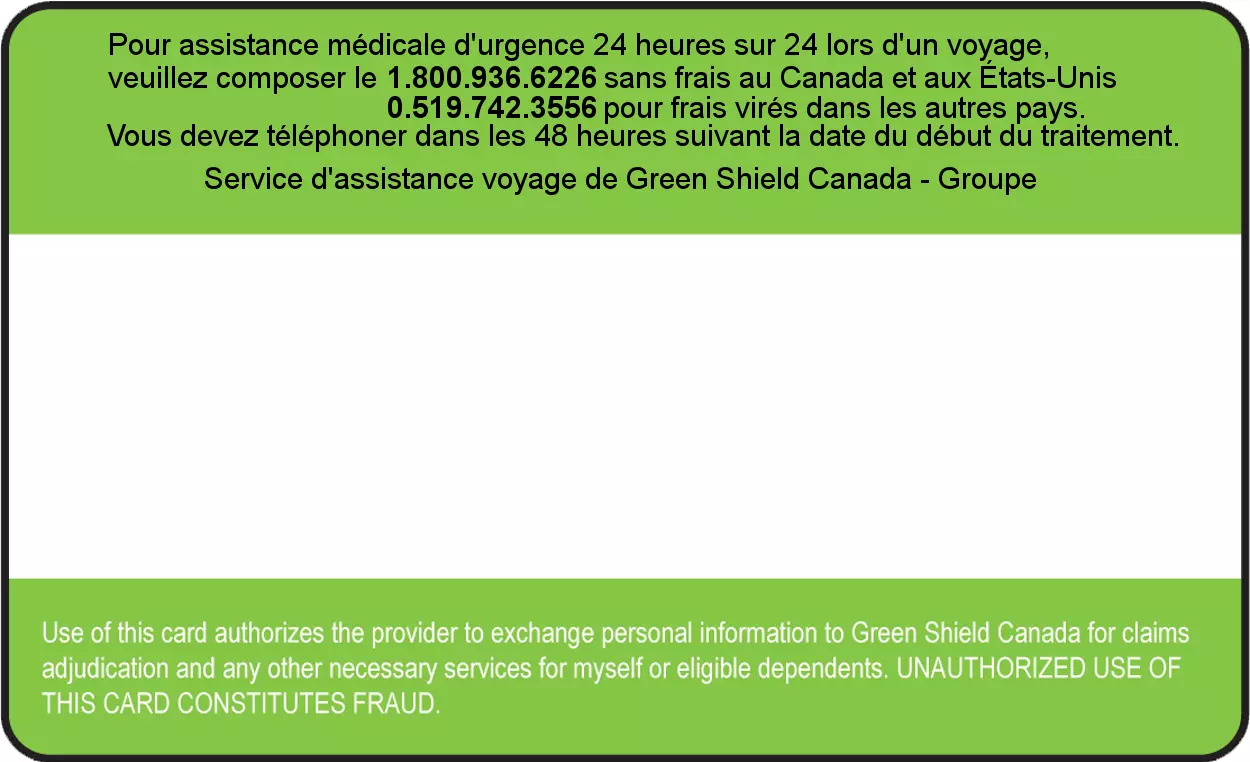 Pour assistance médicale d'urgence 24 heures sur 24 lors d'un voyage,
veuillez composer le 1.800.936.6226 sans frais au Canada et aux États-Unis
0.519.742.3556 pour frais virés dans les autres pays.
Vous devez téléphoner dans les 48 heures suivant la date du début du traitement.
Service d'assistance voyage de Green Shield Canada - Groupe
Use of this card authorizes the provider to exchange personal information to Green Shield Canada for claims
adjudication and any other necessary services for myself or eligible dependents. UNAUTHORIZED USE OF
THIS CARD CONSTITUTES FRAUD.